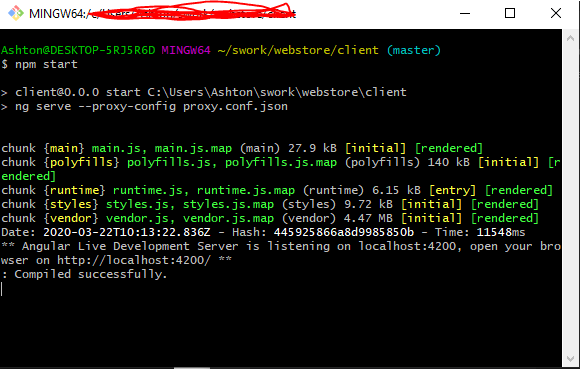 MINGW64:/
Ashton@DESKTOP-5RJ5R6D MINGW64 ~/swork/webstore/client (master)
$ npm start
> client@0.0.0 start C:\Users\Ashton\swork\webstore\client
> ng serve --proxy-config proxy.conf.json
chunk {main} main.js, main.js.map (main) 27.9 kB [initial] [rendered]
chunk {polyfills} polyfills.js, polyfills.js.map (polyfills) 140 kB [initial] [r
endered]
chunk {runtime} runtime.js, runtime.js.map (runtime) 6.15 kB [entry] [rendered]
chunk {styles} styles.js, styles.js.map (styles) 9.72 kB [initial] [rendered]
chunk {vendor} vendor.js, vendor.js.map (vendor) 4.47 MB [initial] [rendered]
Date: 2020-03-22T10:13:22.836Z - Hash: 445925866a8d9985850b - Time: 11548ms
** Angular Live Development Server is listening on localhost:4200, open your bro
wser on http://localhost:4200/ **
: Compiled successfully.